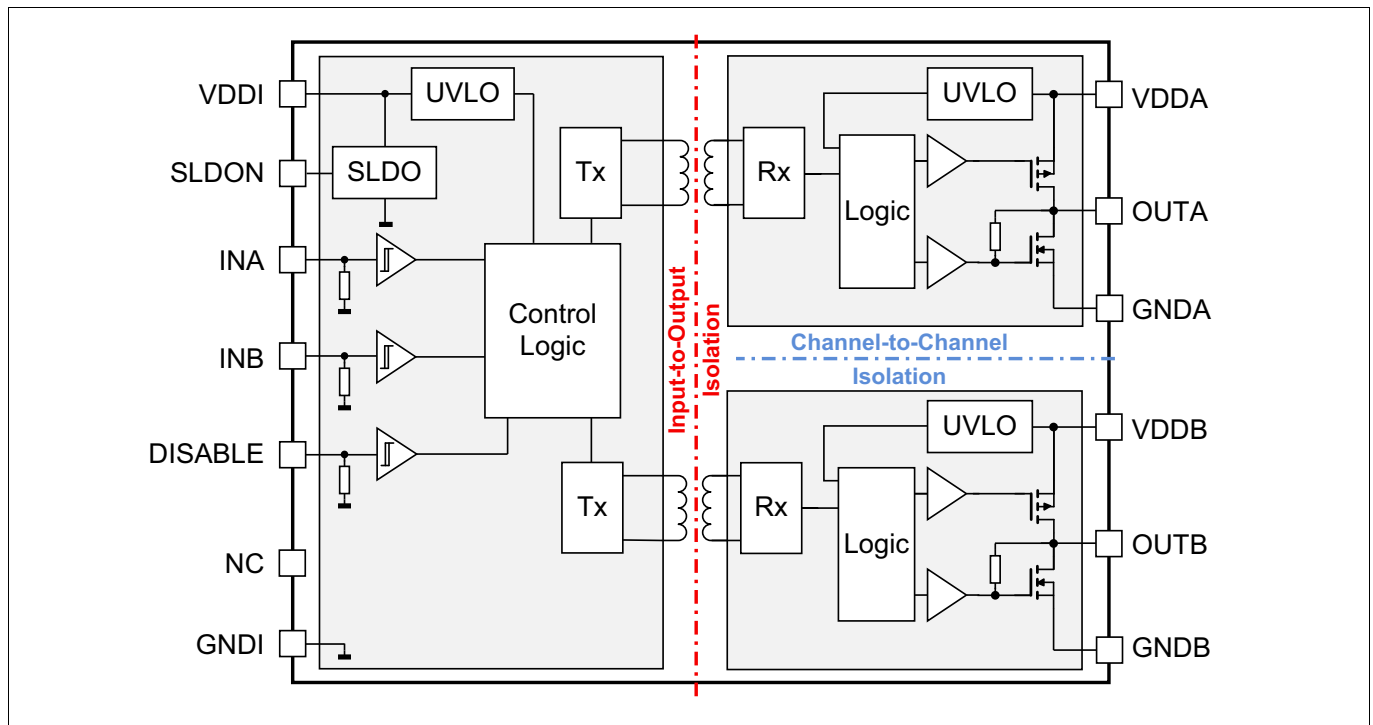 VDDI
SLDON
INA
INB
DISABLE
NC
GNDI
UVLO
SLDO
Control
Logic
Tx
Tx
Input-to-Output
Isolation
Channel-to-Channel
Isolation
UVLO
Rx
Logic
VDDA
OUTA
GNDA
UVLO
Rx
Logic
VDDB
OUTB
GNDB